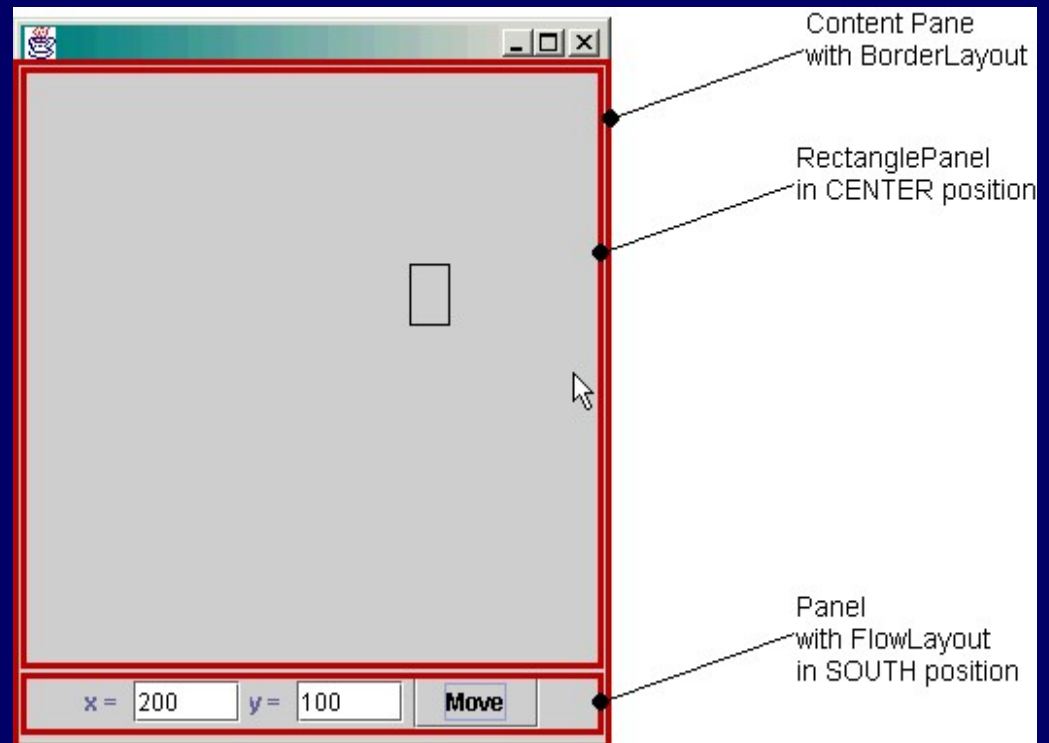 Content Pane
with BorderLayout
RectanglePanel
in CENTER position
Panel
with FlowLayout
in SOUTH position
x = 200 y = 100 Move